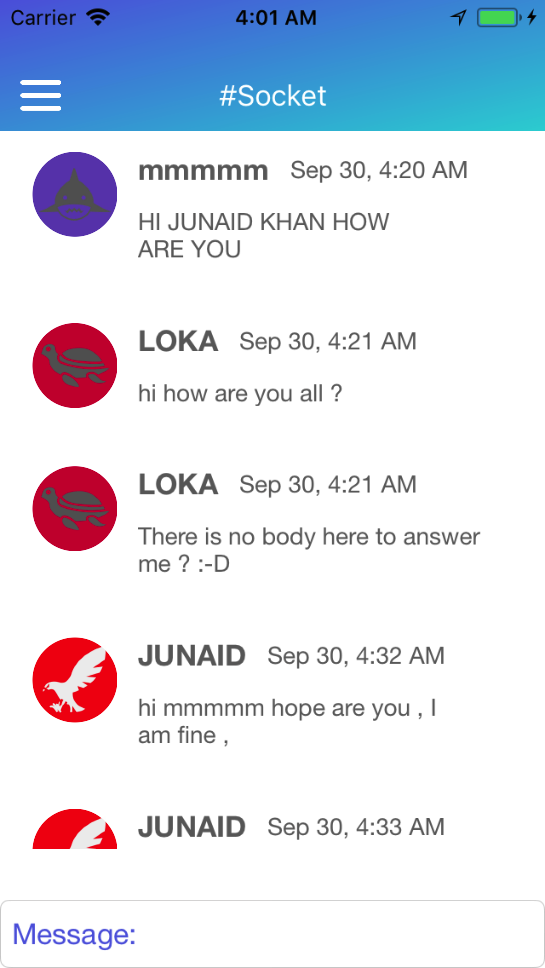 Carrier 4:01 AM
#Socket
mmmmm Sep 30, 4:20 AM
HI JUNAID KHAN HOW
ARE YOU
LOKA Sep 30, 4:21 AM
hi how are you all ?
LOKA Sep 30, 4:21 AM
There is no body here to answer
me ? :-D
JUNAID Sep 30, 4:32 AM
hi mmmmm hope are you , I
am fine ,
JUNAID Sep 30, 4:33 AM
Message: